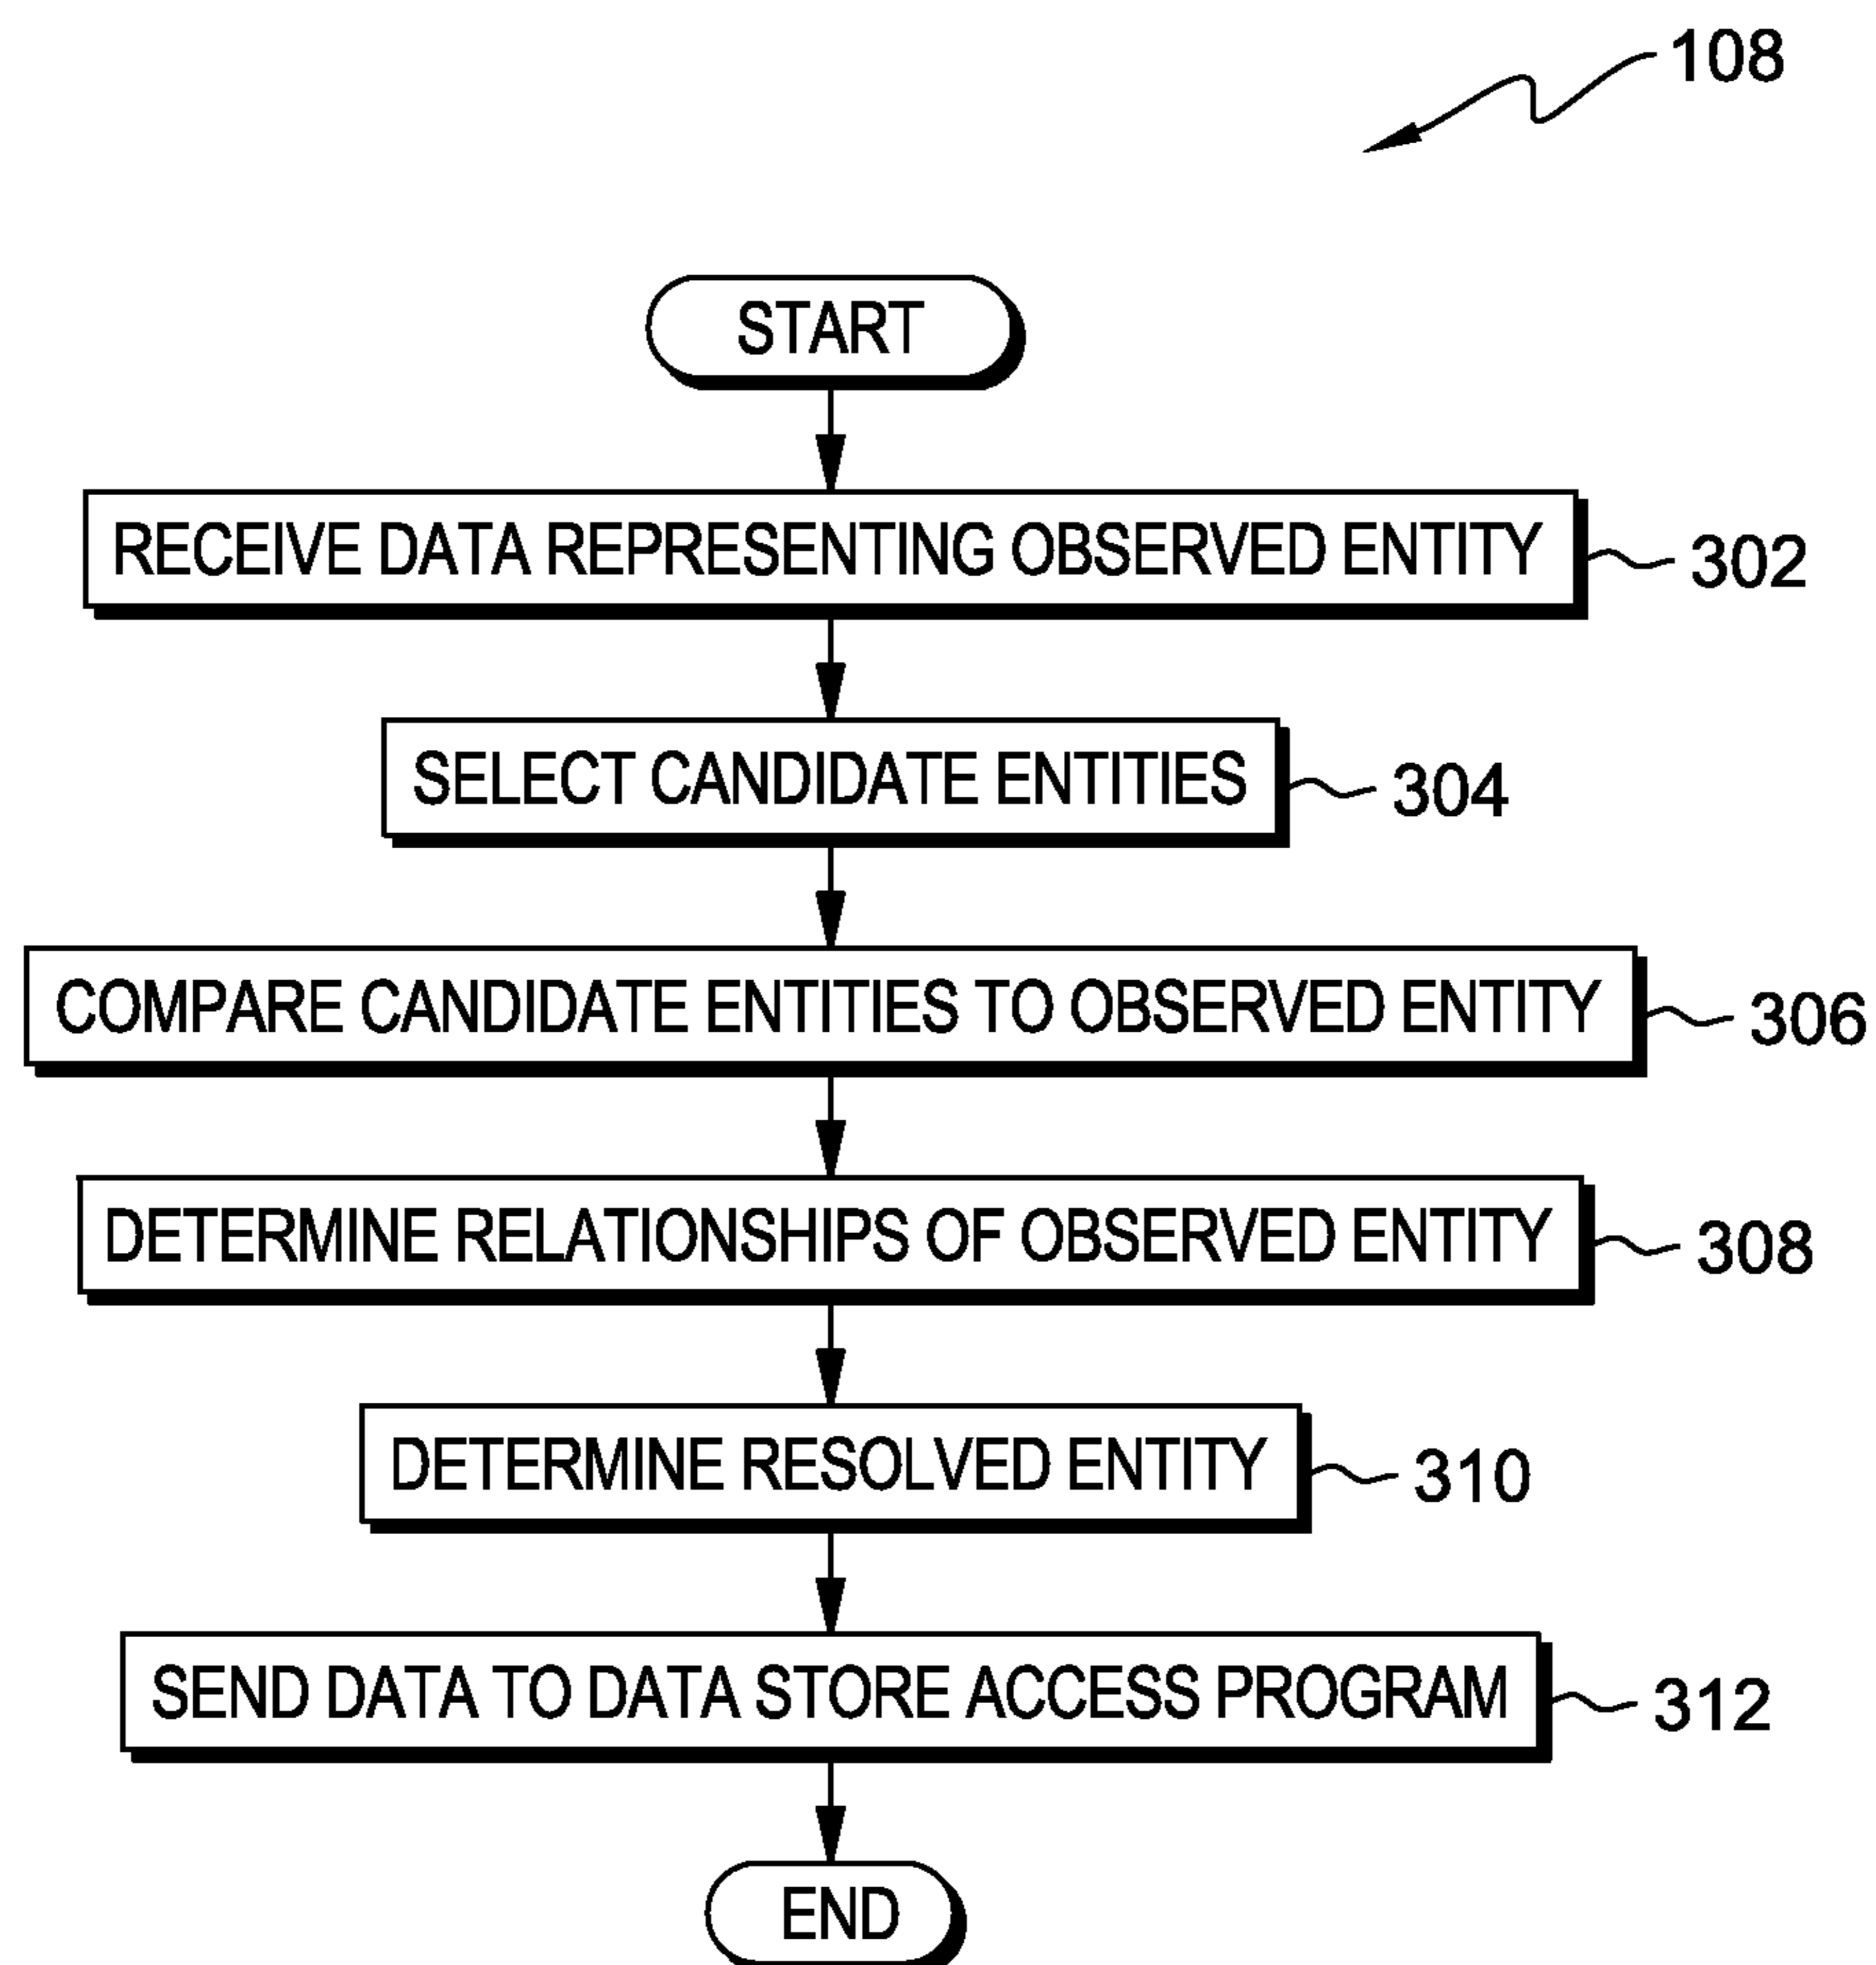 108
START
RECEIVE DATA REPRESENTING OBSERVED ENTITY
302
SELECT CANDIDATE ENTITIES
304
COMPARE CANDIDATE ENTITIES TO OBSERVED ENTITY
306
DETERMINE RELATIONSHIPS OF OBSERVED ENTITY
308
DETERMINE RESOLVED ENTITY
310
SEND DATA TO DATA STORE ACCESS PROGRAM
312
END